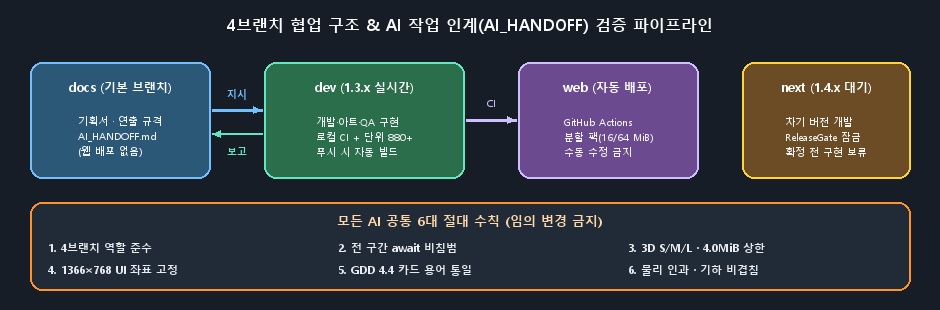 4브랜치 협업 구조 & AI 작업 인계(AI_HANDOFF) 검증 파이프라인
docs (기본 브랜치)
기획서 · 연출 규격
AI_HANDOFF.md
(웹 배포 없음)
지시
보고
dev (1.3.x 실시간)
개발·아트·QA 구현
로컬 CI + 단위 880+
푸시 시 자동 빌드
CI
web (자동 배포)
GitHub Actions
분할 팩(16/64 MiB)
수동 수정 금지
next (1.4.x 대기)
차기 버전 개발
ReleaseGate 잠금
확정 전 구현 보류
모든 AI 공통 6대 절대 수칙 (임의 변경 금지)
1. 4브랜치 역할 준수
2. 전 구간 await 비침범
3. 3D S/M/L · 4.0MiB 상한
4. 1366×768 UI 좌표 고정
5. GDD 4.4 카드 용어 통일
6. 물리 인과 · 기하 비겹침